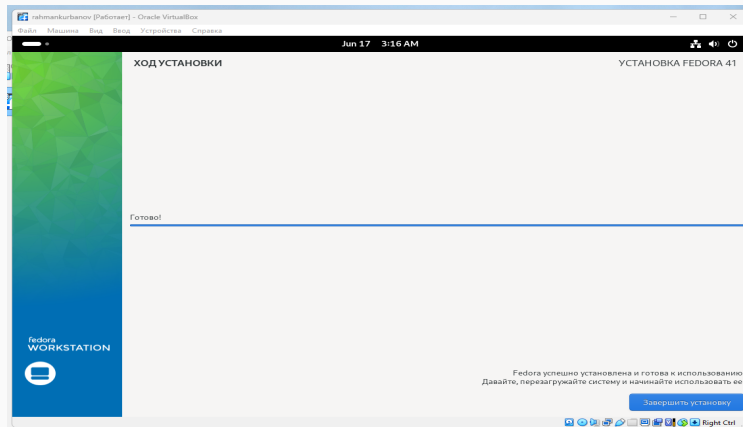 rahmankurbanov [Работает] - Oracle VirtualBox
Файл Машина Вид Ввод Устройства Справка
Jun 17 3:16 AM
ХОД УСТАНОВКИ
УСТАНОВКА FEDORA 41
Готово!
fedora
WORKSTATION
Fedora успешно установлена и готова к использованию
Давайте, перезагружайте систему и начинайте использовать ее
Завершить установку
Right Ctrl